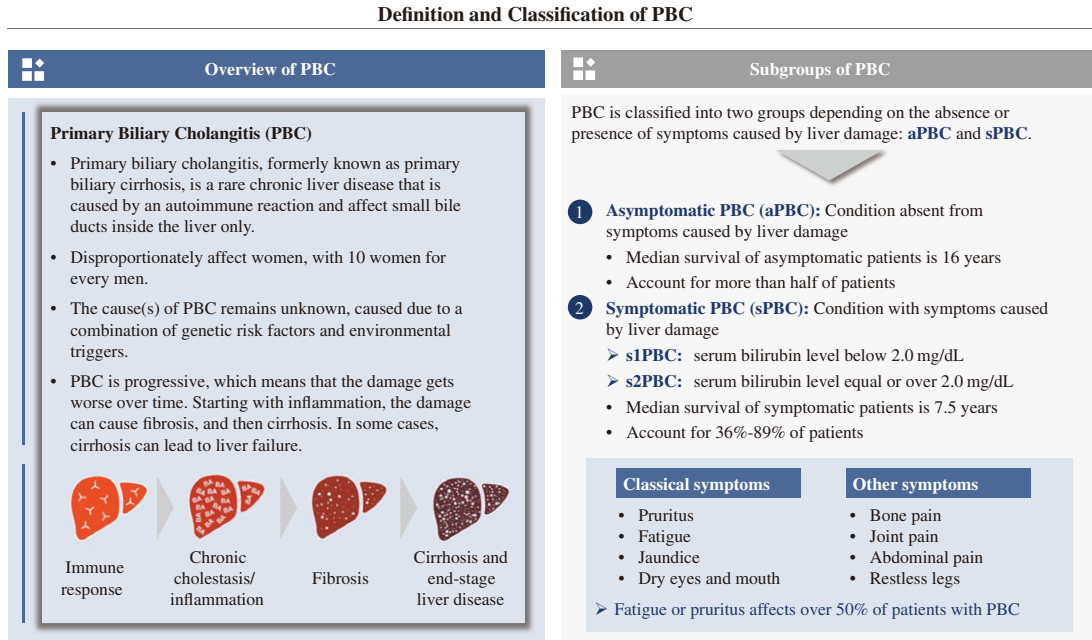 Definition and Classification of PBC
Overview of PBC
Primary Biliary Cholangitis (PBC)
• Primary biliary cholangitis, formerly known as primary
biliary cirrhosis, is a rare chronic liver disease that is
caused by an autoimmune reaction and affect small bile
ducts inside the liver only.
• Disproportionately affect women, with 10 women for
every men.
• The cause(s) of PBC remains unknown, caused due to a
combination of genetic risk factors and environmental
triggers.
• PBC is progressive, which means that the damage gets
worse over time. Starting with inflammation, the damage
can cause fibrosis, and then cirrhosis. In some cases,
cirrhosis can lead to liver failure.
BA BA BA BA BA BA BA BA BA BA BA BA
Immune
response
Chronic
cholestasis/
inflammation
Fibrosis
Cirrhosis and
end-stage
liver disease
Subgroups of PBC
PBC is classified into two groups depending on the absence or
presence of symptoms caused by liver damage: aPBC and sPBC.
1 Asymptomatic PBC (aPBC): Condition absent from
symptoms caused by liver damage
• Median survival of asymptomatic patients is 16 years
• Account for more than half of patients
2 Symptomatic PBC (sPBC): Condition with symptoms caused
by liver damage
➢ s1PBC: serum bilirubin level below 2.0 mg/dL
➢ s2PBC: serum bilirubin level equal or over 2.0 mg/dL
• Median survival of symptomatic patients is 7.5 years
• Account for 36%-89% of patients
Classical symptoms
• Pruritus
• Fatigue
• Jaundice
• Dry eyes and mouth
Other symptoms
• Bone pain
• Joint pain
• Abdominal pain
• Restless legs
➢ Fatigue or pruritus affects over 50% of patients with PBC